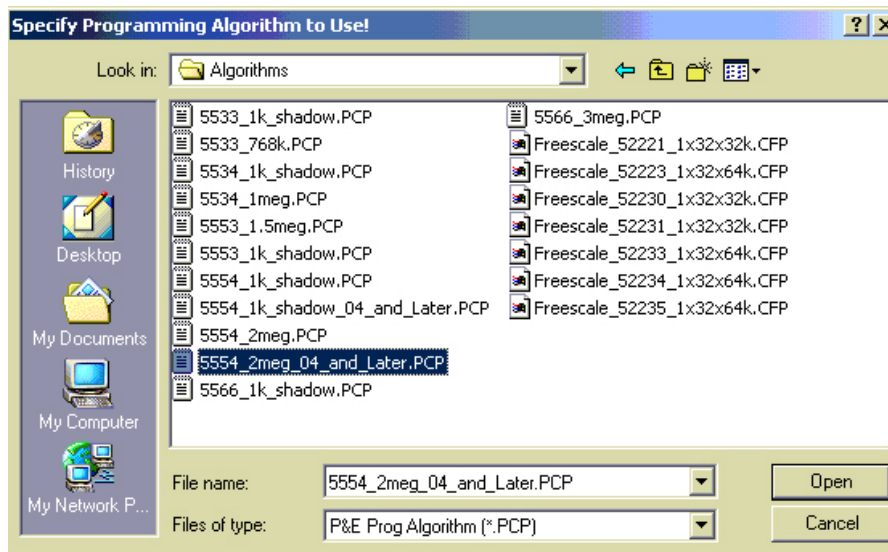 Specify Programming Algorithm to Use!
Look in:
Algorithms
History
Desktop
My Documents
My Computer
My Network P...
5533_1k_shadow.PCP
5533_768k.PCP
5534_1k_shadow.PCP
5534_1meg.PCP
5553_1.5meg.PCP
5553_1k_shadow.PCP
5554_1k_shadow.PCP
5554_1k_shadow_04_and_Later.PCP
5554_2meg.PCP
5554_2meg_04_and_Later.PCP
5566_1k_shadow.PCP
5566_3meg.PCP
Freescale_52221_1x32x32k.CFP
Freescale_52223_1x32x64k.CFP
Freescale_52230_1x32x32k.CFP
Freescale_52231_1x32x32k.CFP
Freescale_52233_1x32x64k.CFP
Freescale_52234_1x32x64k.CFP
Freescale_52235_1x32x64k.CFP
File name:
5554_2meg_04_and_Later.PCP
Open
Files of type:
P&E Prog Algorithm (*.PCP)
Cancel